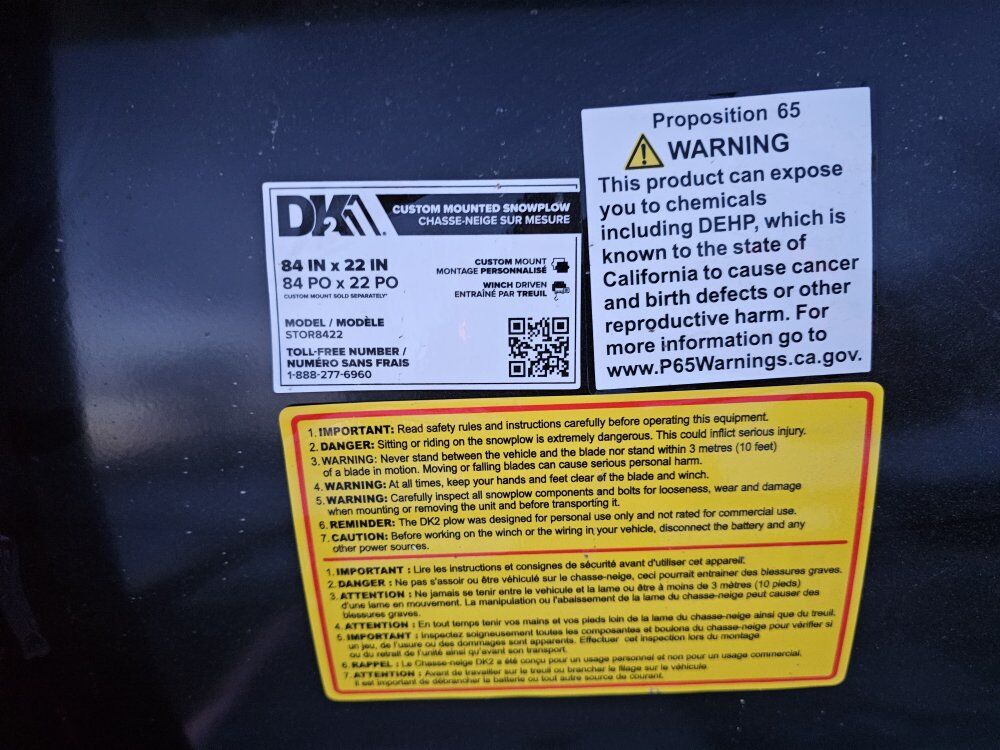 DK2
CUSTOM MOUNTED SNOWPLOW
CHASSE-NEIGE SUR MESURE
84 IN x 22 IN
84 PO x 22 PO
CUSTOM MOUNT SOLD SEPARATELY*
CUSTOM MOUNT
MONTAGE PERSONNALISÉ
WINCH DRIVEN
ENTRAÎNÉ PAR TREUIL
MODEL / MODÈLE
STOR8422
TOLL-FREE NUMBER /
NUMÉRO SANS FRAIS
1-888-277-6960
Proposition 65
WARNING
This product can expose
you to chemicals
including DEHP, which is
known to the state of
California to cause cancer
and birth defects or other
reproductive harm. For
more information go to
www.P65Warnings.ca.gov.
1. IMPORTANT: Read safety rules and instructions carefully before operating this equipment.
2. DANGER: Sitting or riding on the snowplow is extremely dangerous. This could inflict serious injury.
3. WARNING: Never stand between the vehicle and the blade nor stand within 3 metres (10 feet)
of a blade in motion. Moving or falling blades can cause serious personal harm.
4. WARNING: At all times, keep your hands and feet clear of the blade and winch.
5. WARNING: Carefully inspect all snowplow components and bolts for looseness, wear and damage
when mounting or removing the unit and before transporting it.
6. REMINDER: The DK2 plow was designed for personal use only and not rated for commercial use.
7. CAUTION: Before working on the winch or the wiring in your vehicle, disconnect the battery and any
other power sources.
1. IMPORTANT : Lire les instructions et consignes de sécurité avant d'utiliser cet appareil.
2. DANGER : Ne pas s'assoir ou être véhiculé sur le chasse-neige, ceci pourrait entrainer des blessures graves.
3. ATTENTION : Ne jamais se tenir entre le vehicule et la lame ou être à moins de 3 mètres (10 pieds)
d'une lame en mouvement. La manipulation ou l'abaissement de la lame du chasse-neige peut causer des
blessures graves.
4. ATTENTION : En tout temps tenir vos mains et vos pieds loin de la lame du chasse-neige ainsi que du treuil.
5. IMPORTANT : Inspectez soigneusement toutes les composantes et boulons du chasse-neige pour vérifier si
un jeu, de l'usure ou des dommages sont apparents. Effectuer cet inspection lors du montage
ou du retrait de l'unité ainsi qu'avant son transport.
6. RAPPEL : Le Chasse-neige DK2 a été conçu pour un usage personnel et non pour un usage commercial.
7. ATTENTION : Avant de travailler sur le treuil ou brancher le filage sur le véhicule.
Il est important de débrancher la batterie ou tout autre source de courant.